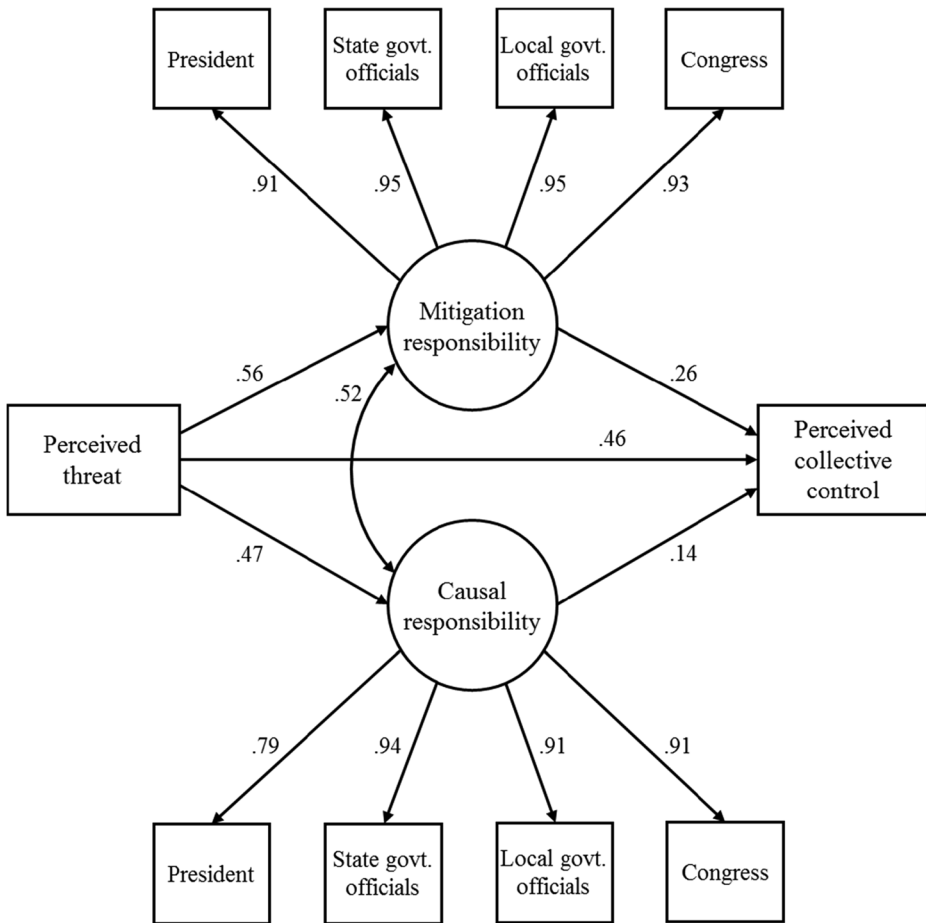 President
State govt.
officials
Local govt.
officials
Congress
.91
.95
.95
.93
Mitigation
responsibility
.56
.52
.26
Perceived
threat
.46
Perceived
collective
control
.47
.14
Causal
responsibility
.79
.94
.91
.91
President
State govt.
officials
Local govt.
officials
Congress